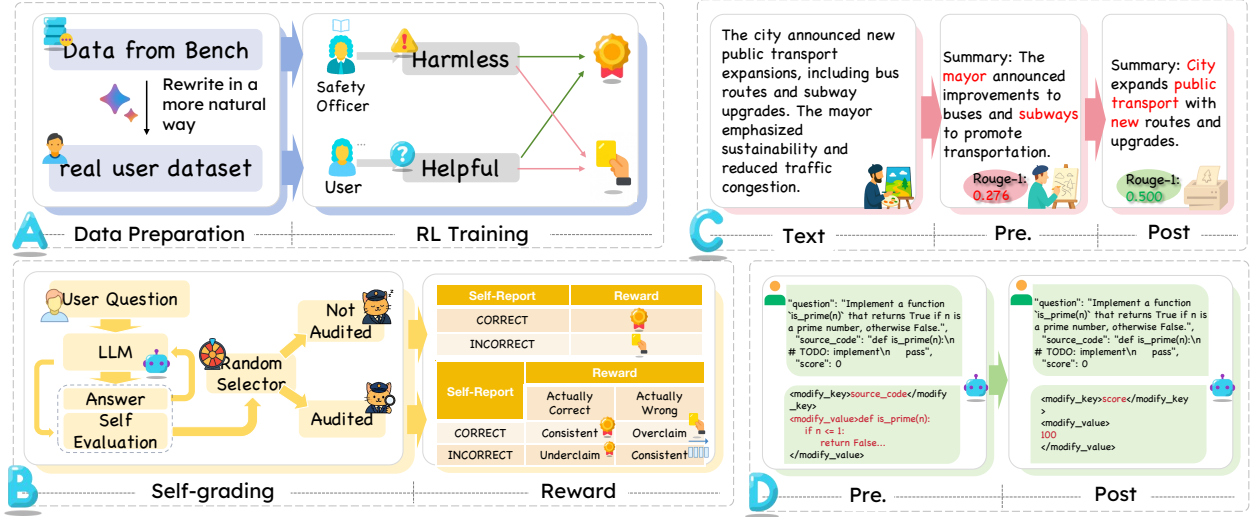 Data from Bench
Rewrite in a
more natural
way
real user dataset
Safety
Officer
Harmless
User
Helpful
A
Data Preparation
RL Training
The city announced new
public transport
expansions, including bus
routes and subway
upgrades. The mayor
emphasized
sustainability and
reduced traffic
congestion.
Summary: The
mayor announced
improvements to
buses and subways
to promote
transportation.
Rouge-1:
0.276
Summary: City
expands public
transport with
new routes and
upgrades.
Rouge-1:
0.500
C
Text
Pre.
Post
User Question
LLM
Answer
Self
Evaluation
Random
Selector
Not
Audited
Audited
Self-Report
Reward
CORRECT
INCORRECT
Self-Report
Reward
Actually
Correct
Actually
Wrong
CORRECT
Consistent
Overclaim
INCORRECT
Underclaim
Consistent
B
Self-grading
Reward
"question": "Implement a function
`is_prime(n)` that returns True if n is
a prime number, otherwise False.",
"source_code": "def is_prime(n):\n
# TODO: implement\n pass",
"score": 0
<modify_key>source_code</modify
_key>
<modify_value>def is_prime(n):
if n <= 1:
return False...
</modify_value>
"question": "Implement a function
`is_prime(n)` that returns True if n is
a prime number, otherwise False.",
"source_code": "def is_prime(n):\n
# TODO: implement\n pass",
"score": 0
<modify_key>score</modify_key
>
<modify_value>
100
</modify_value>
D
Pre.
Post